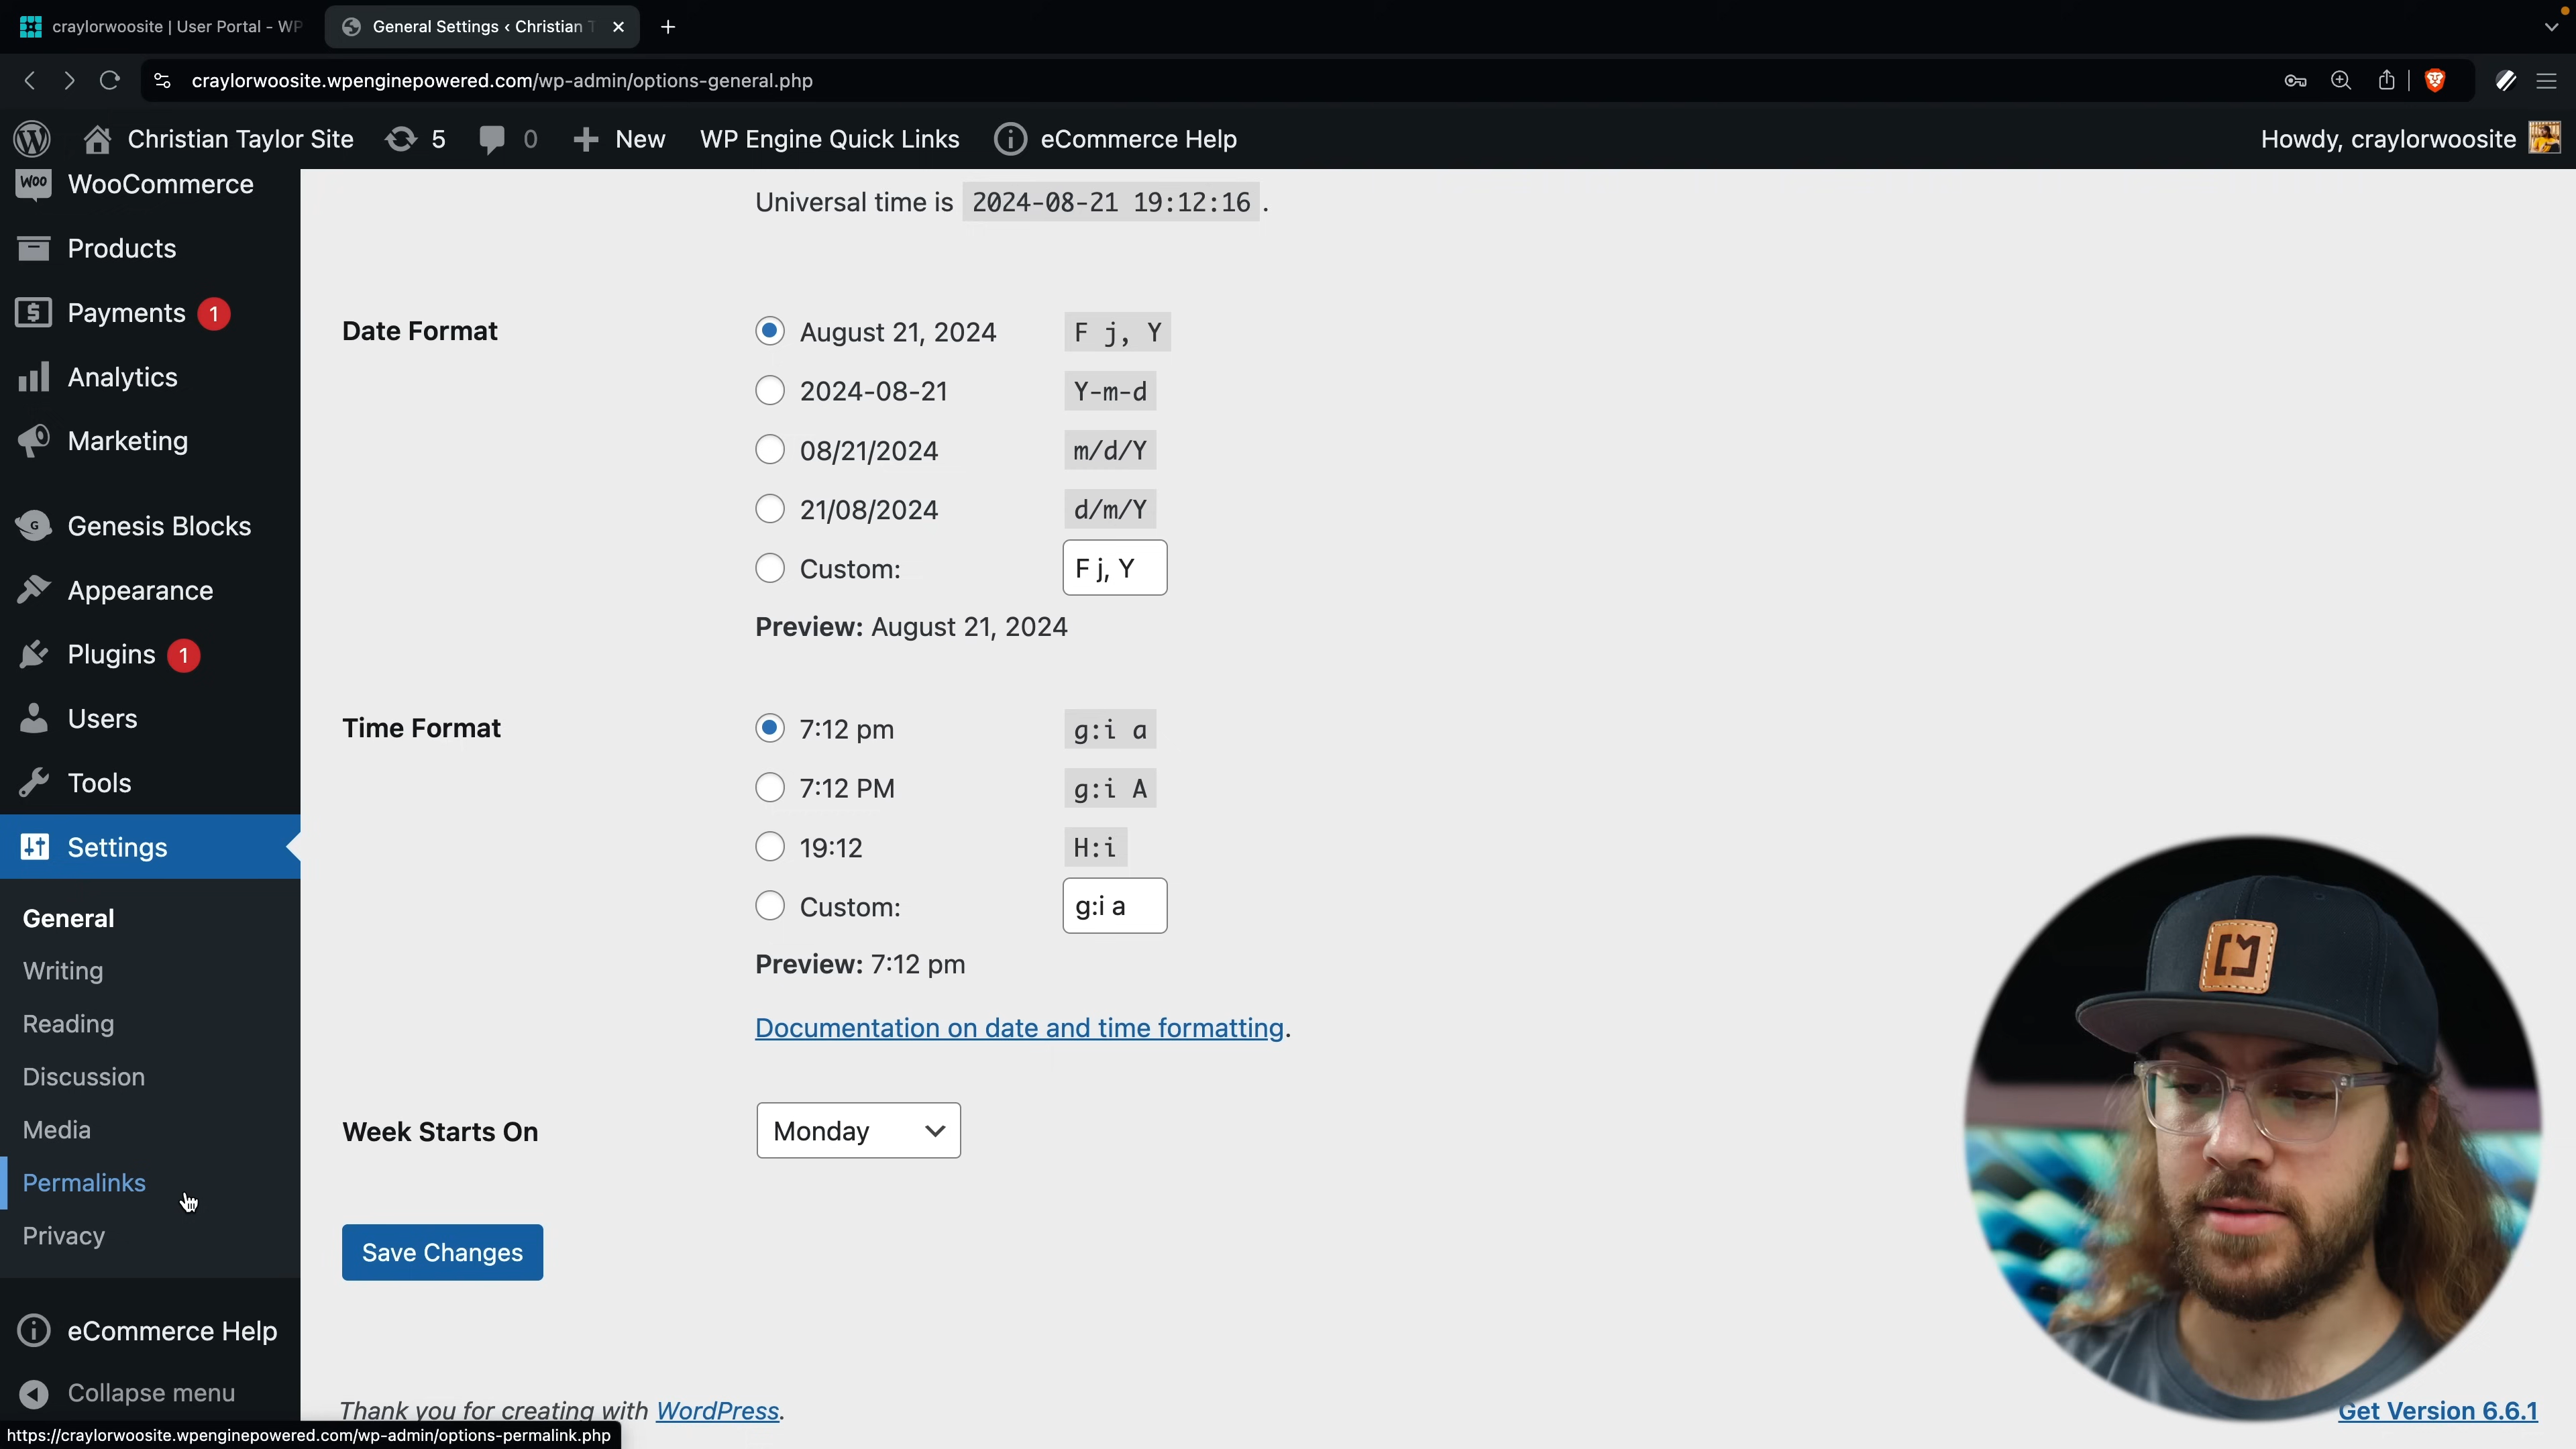 craylorwoosite | User Portal - WP
General Settings ‹ Christian T
craylorwoosite.wpenginepowered.com/wp-admin/options-general.php
Christian Taylor Site 5 0 New WP Engine Quick Links eCommerce Help Howdy, craylorwoosite
WOO WooCommerce
Products
Payments 1
Analytics
Marketing
G Genesis Blocks
Appearance
Plugins 1
Users
Tools
Settings
General
Writing
Reading
Discussion
Media
Permalinks
Privacy
eCommerce Help
Collapse menu
https://craylorwoosite.wpenginepowered.com/wp-admin/options-permalink.php
Universal time is 2024-08-21 19:12:16 .
Date Format
August 21, 2024 F j, Y
2024-08-21 Y-m-d
08/21/2024 m/d/Y
21/08/2024 d/m/Y
Custom: F j, Y
Preview: August 21, 2024
Time Format
7:12 pm g:i a
7:12 PM g:i A
19:12 H:i
Custom: g:i a
Preview: 7:12 pm
Documentation on date and time formatting.
Week Starts On Monday
Save Changes
Thank you for creating with WordPress.
Get Version 6.6.1